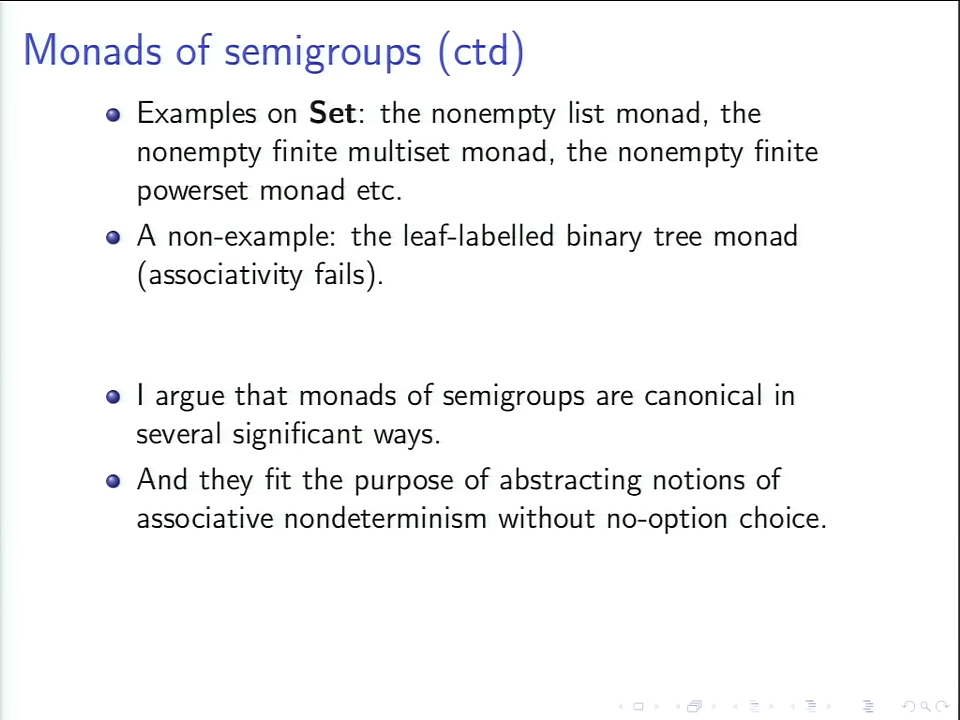 Monads of semigroups (ctd)
Examples on Set: the nonempty list monad, the
nonempty finite multiset monad, the nonempty finite
powerset monad etc.
A non-example: the leaf-labelled binary tree monad
(associativity fails).
I argue that monads of semigroups are canonical in
several significant ways.
And they fit the purpose of abstracting notions of
associative nondeterminism without no-option choice.